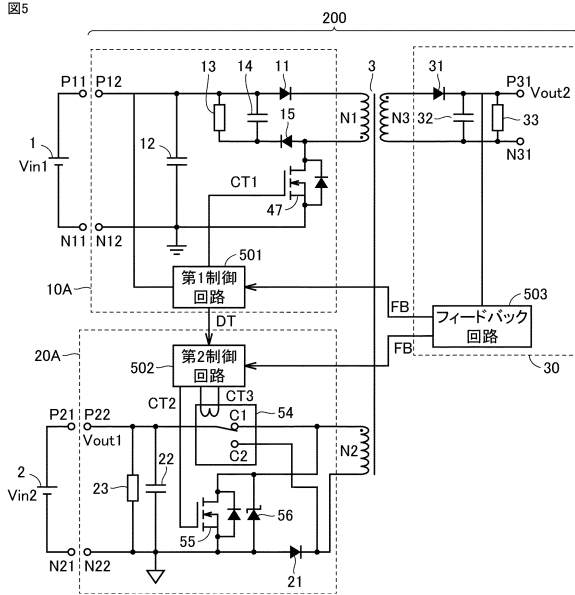 図5
200
P11 P12
13
14
11
3
31
P31
Vout2
1
Vin1
12
15
N1
N3
32
33
N31
CT1
47
N11 N12
501
第1制御
回路
10A
DT
FB
503
フィードバック
回路
FB
30
20A
502
第2制御
回路
CT2
CT3
54
P21 P22
Vout1
C1
C2
N2
2
Vin2
23
22
55
56
N21 N22
21